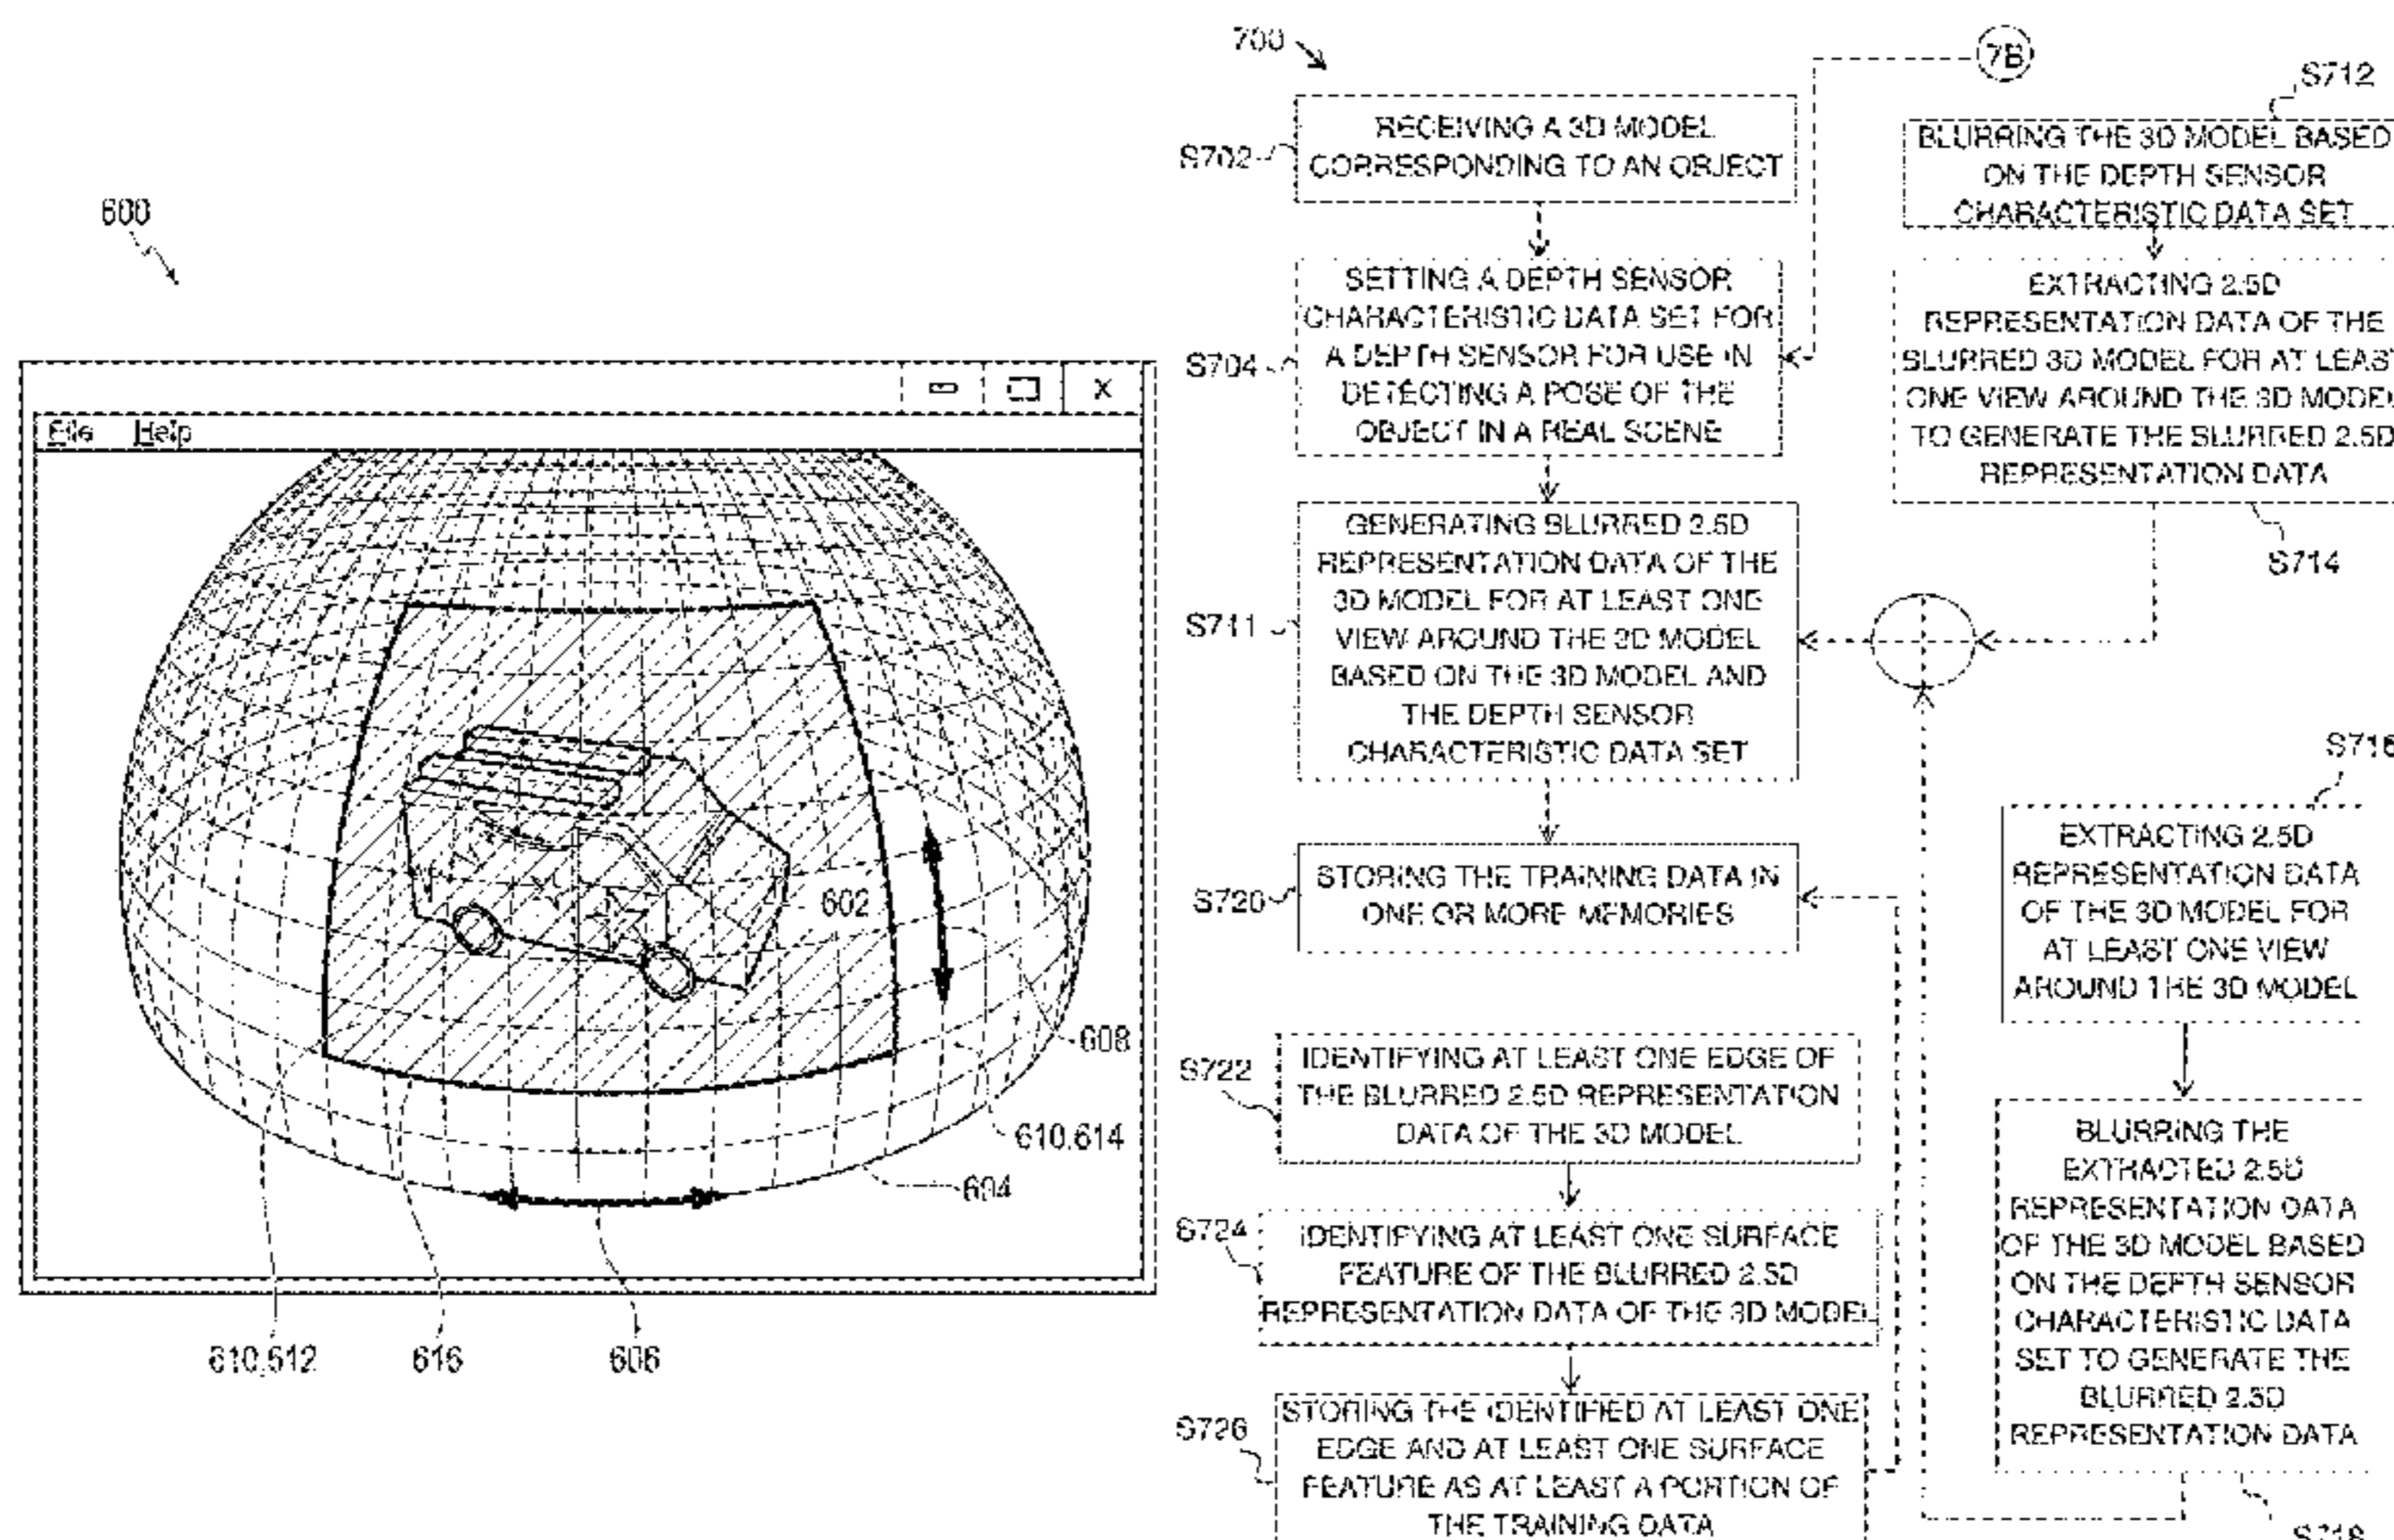 600
File Help
X
602
608
610,614
604
610,612
616
606
700
7B
S702
RECEIVING A 3D MODEL
CORRESPONDING TO AN OBJECT
S704
SETTING A DEPTH SENSOR
CHARACTERISTIC DATA SET FOR
A DEPTH SENSOR FOR USE IN
DETECTING A POSE OF THE
OBJECT IN A REAL SCENE
S711
GENERATING BLURRED 2.5D
REPRESENTATION DATA OF THE
3D MODEL FOR AT LEAST ONE
VIEW AROUND THE 3D MODEL
BASED ON THE 3D MODEL AND
THE DEPTH SENSOR
CHARACTERISTIC DATA SET
S720
STORING THE TRAINING DATA IN
ONE OR MORE MEMORIES
S722
IDENTIFYING AT LEAST ONE EDGE OF
THE BLURRED 2.5D REPRESENTATION
DATA OF THE 3D MODEL
S724
IDENTIFYING AT LEAST ONE SURFACE
FEATURE OF THE BLURRED 2.5D
REPRESENTATION DATA OF THE 3D MODEL
S726
STORING THE IDENTIFIED AT LEAST ONE
EDGE AND AT LEAST ONE SURFACE
FEATURE AS AT LEAST A PORTION OF
THE TRAINING DATA
S712
BLURRING THE 3D MODEL BASED
ON THE DEPTH SENSOR
CHARACTERISTIC DATA SET
EXTRACTING 2.5D
REPRESENTATION DATA OF THE
BLURRED 3D MODEL FOR AT LEAST
ONE VIEW AROUND THE 3D MODEL
TO GENERATE THE BLURRED 2.5D
REPRESENTATION DATA
S714
S716
EXTRACTING 2.5D
REPRESENTATION DATA
OF THE 3D MODEL FOR
AT LEAST ONE VIEW
AROUND THE 3D MODEL
BLURRING THE
EXTRACTED 2.5D
REPRESENTATION DATA
OF THE 3D MODEL BASED
ON THE DEPTH SENSOR
CHARACTERISTIC DATA
SET TO GENERATE THE
BLURRED 2.5D
REPRESENTATION DATA
S718